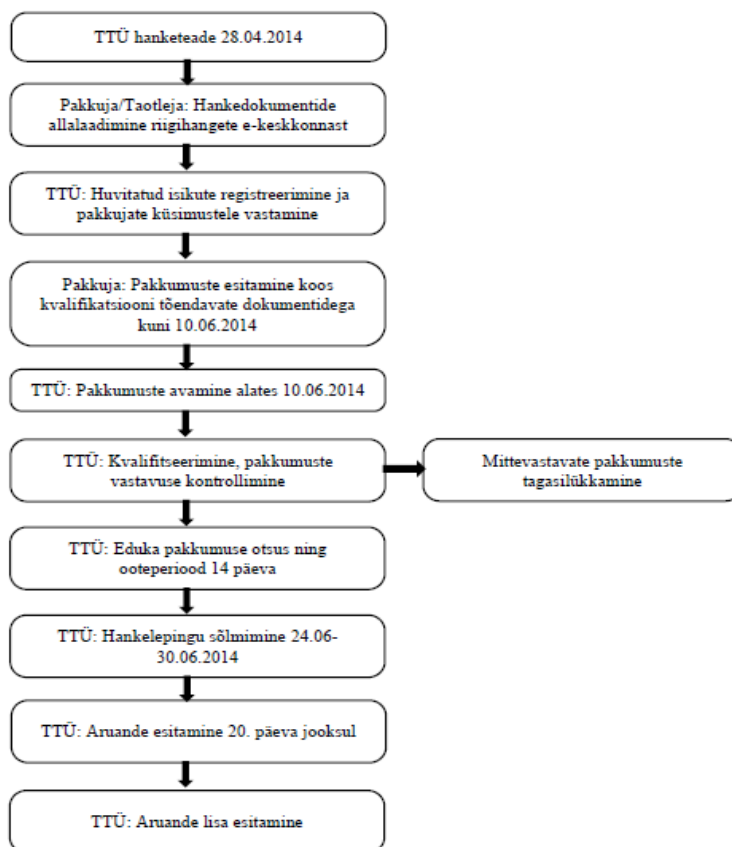 TTÜ hanketeade 28.04.2014
Pakkuja/Taotleja: Hankedokumentide
allalaadimine riigihangete e-keskkonnast
TTÜ: Huvitatud isikute registreerimine ja
pakkujate küsimustele vastamine
Pakkuja: Pakkumuste esitamine koos
kvalifikatsiooni tõendavate dokumentidega
kuni 10.06.2014
TTÜ: Pakkumuste avamine alates 10.06.2014
TTÜ: Kvalifitseerimine, pakkumuste
vastavuse kontrollimine
Mittevastavate pakkumuste
tagasilükkamine
TTÜ: Eduka pakkumuse otsus ning
ooteperiood 14 päeva
TTÜ: Hankelepingu sõlmimine 24.06-
30.06.2014
TTÜ: Aruande esitamine 20. päeva jooksul
TTÜ: Aruande lisa esitamine